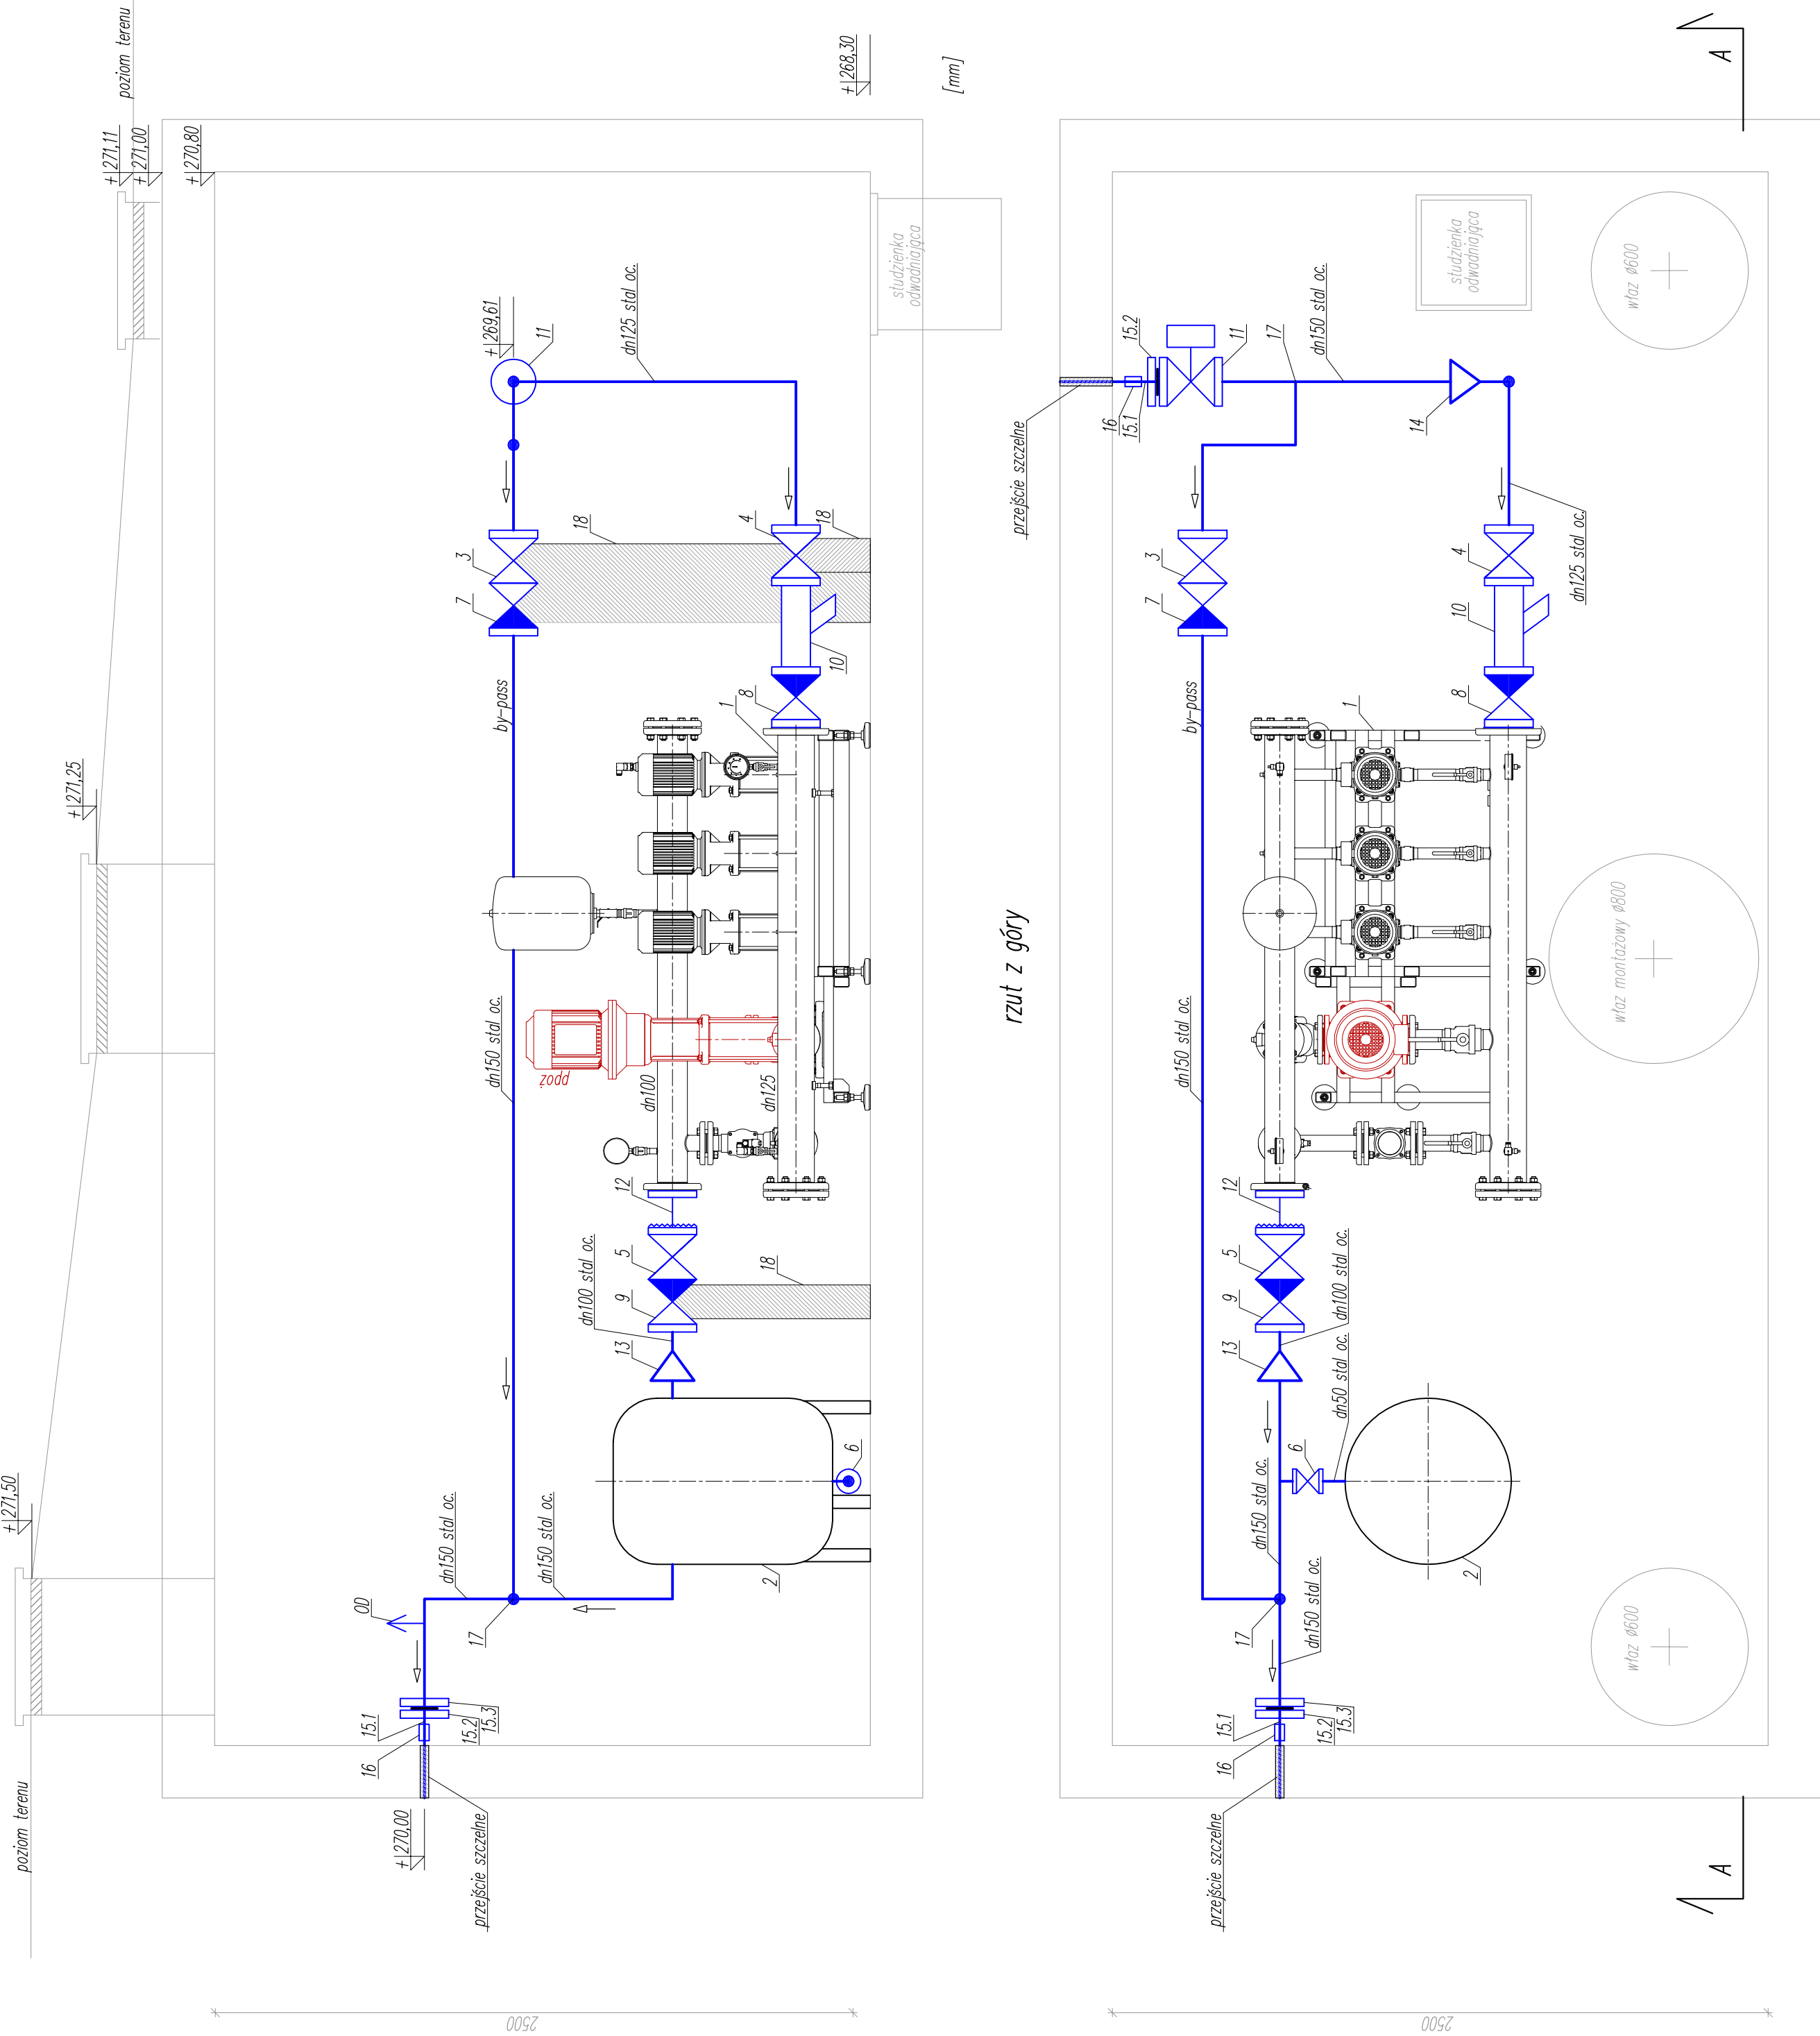 poziom terenu
+271,50
+271,25
+271,11
+271,00
+270,80
poziom terenu
+268,30
[mm]
studzienka
odwadniająca
+269,61
11
dn125 stal oc.
18
3
7
4
18
10
8
1
by-pass
dn150 stal oc.
ppoż
dn100
dn125
12
dn100 stal oc.
5
9
13
18
6
2
dn150 stal oc.
dn150 stal oc.
OD
17
15.1
15.2
15.3
16
+270,00
przejście szczelne
2500
rzut z góry
A
właz ø600
studzienka
odwadniająca
15.2
11
17
dn150 stal oc.
16
15.1
14
przejście szczelne
3
7
4
dn125 stal oc.
10
8
1
by-pass
właz montażowy ø800
dn150 stal oc.
12
5
9
13
dn100 stal oc.
dn50 stal oc.
6
dn150 stal oc.
2
17
dn150 stal oc.
właz ø600
15.1
15.2
15.3
16
przejście szczelne
A
2500